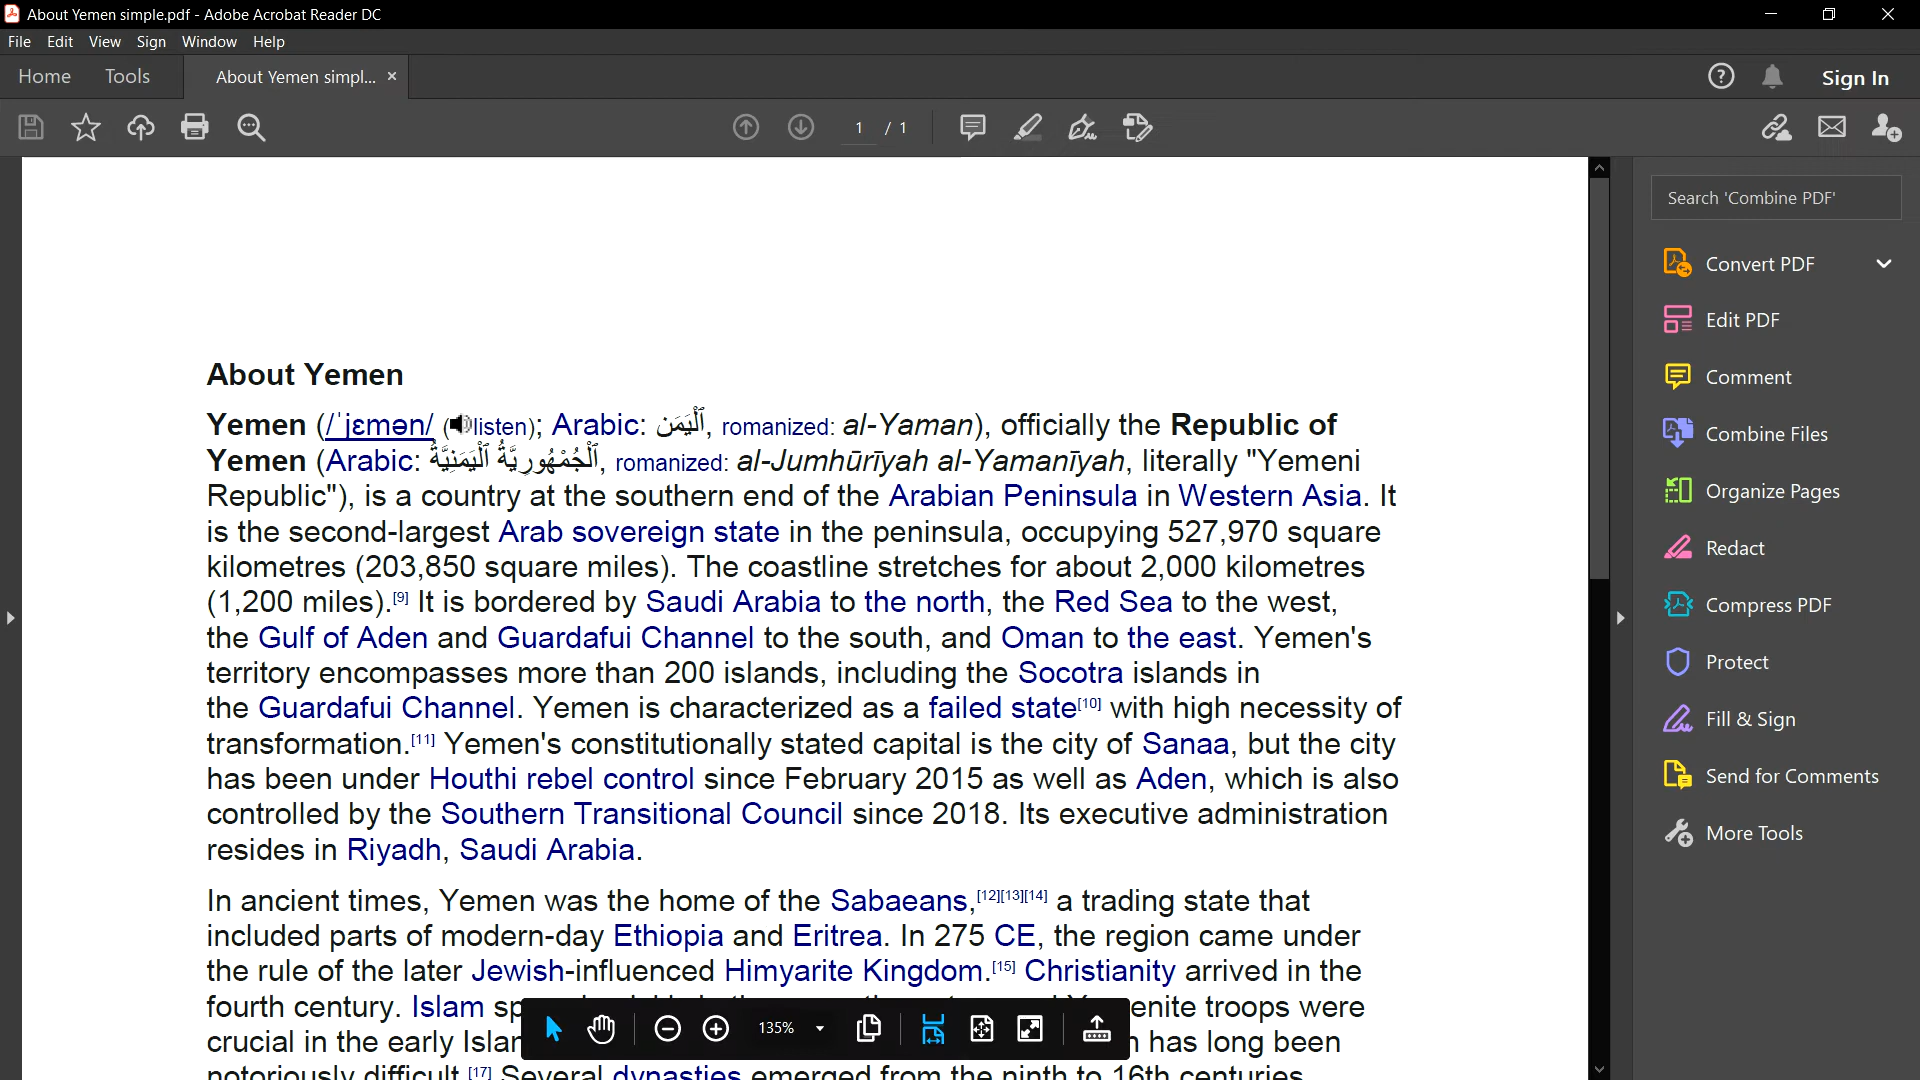 About Yemen simple.pdf - Adobe Acrobat Reader DC
File Edit View Sign Window Help
Home Tools About Yemen simpl... × Sign In
1 / 1
Search 'Combine PDF'
Convert PDF
Edit PDF
Comment
Combine Files
Organize Pages
Redact
Compress PDF
Protect
Fill & Sign
Send for Comments
More Tools
About Yemen
Yemen (/ˈjɛmən/ (listen); Arabic: ٱلْيَمَن, romanized: al-Yaman), officially the Republic of
Yemen (Arabic: ٱلْجُمْهُورِيَّةُ ٱلْيَمَنِيَّةُ, romanized: al-Jumhūrīyah al-Yamanīyah, literally "Yemeni
Republic"), is a country at the southern end of the Arabian Peninsula in Western Asia. It
is the second-largest Arab sovereign state in the peninsula, occupying 527,970 square
kilometres (203,850 square miles). The coastline stretches for about 2,000 kilometres
(1,200 miles).[9] It is bordered by Saudi Arabia to the north, the Red Sea to the west,
the Gulf of Aden and Guardafui Channel to the south, and Oman to the east. Yemen's
territory encompasses more than 200 islands, including the Socotra islands in
the Guardafui Channel. Yemen is characterized as a failed state[10] with high necessity of
transformation.[11] Yemen's constitutionally stated capital is the city of Sanaa, but the city
has been under Houthi rebel control since February 2015 as well as Aden, which is also
controlled by the Southern Transitional Council since 2018. Its executive administration
resides in Riyadh, Saudi Arabia.
In ancient times, Yemen was the home of the Sabaeans,[12][13][14] a trading state that
included parts of modern-day Ethiopia and Eritrea. In 275 CE, the region came under
the rule of the later Jewish-influenced Himyarite Kingdom.[15] Christianity arrived in the
fourth century. Islam troops were
crucial in the early has long been
notoriously difficult.[17] Several dynasties emerged from the ninth to 16th centuries
135%